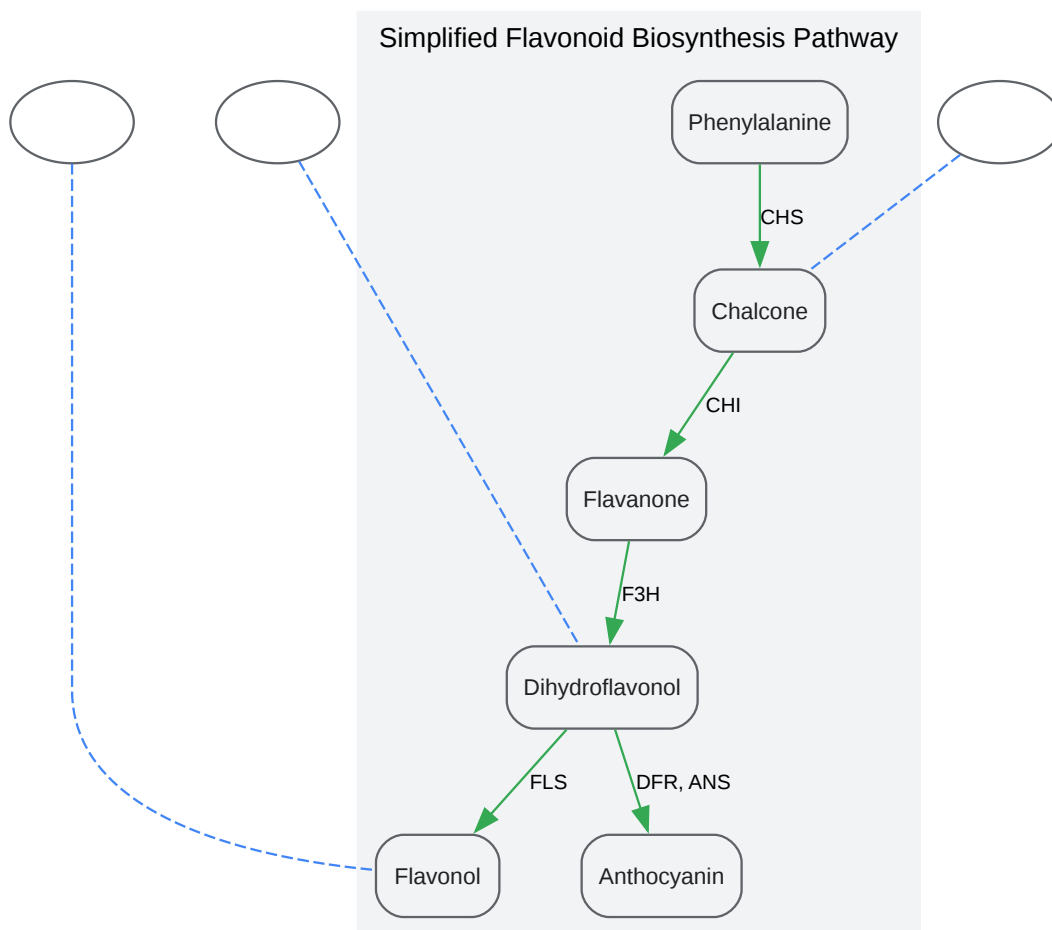 Simplified Flavonoid Biosynthesis Pathway
Phenylalanine
CHS
Chalcone
CHI
Flavanone
F3H
Dihydroflavonol
FLS
DFR, ANS
Flavonol
Anthocyanin